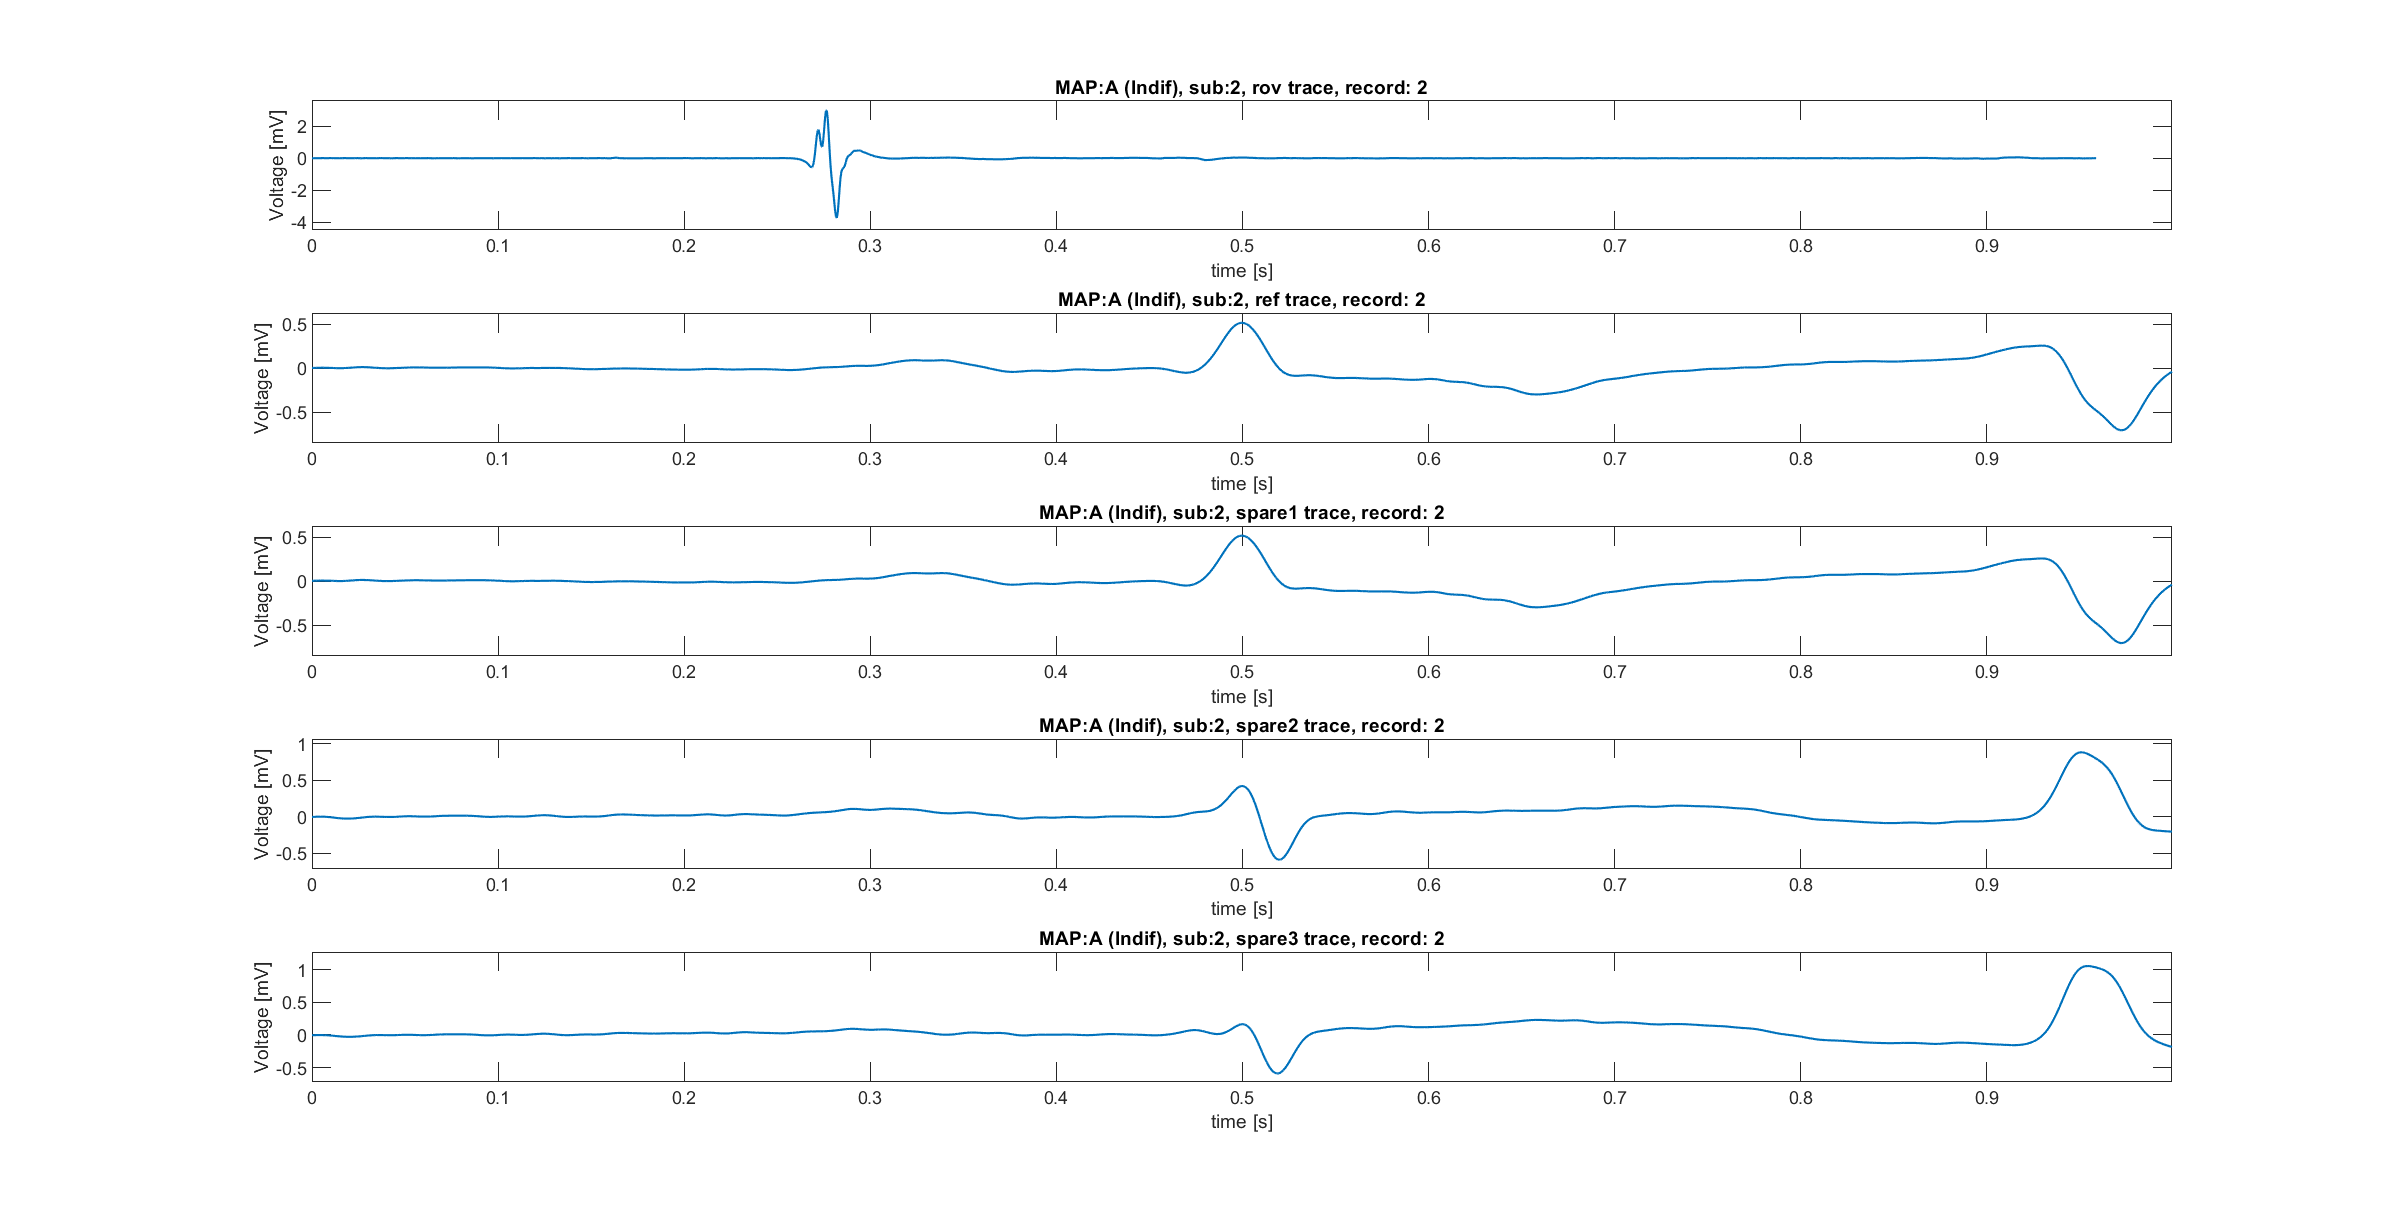 MAP:A (Indif), sub:2, rov trace, record: 2
Voltage [mV]
2
0
-2
-4
0 0.1 0.2 0.3 0.4 0.5 0.6 0.7 0.8 0.9
time [s]
MAP:A (Indif), sub:2, ref trace, record: 2
Voltage [mV]
0.5
0
-0.5
0 0.1 0.2 0.3 0.4 0.5 0.6 0.7 0.8 0.9
time [s]
MAP:A (Indif), sub:2, spare1 trace, record: 2
Voltage [mV]
0.5
0
-0.5
0 0.1 0.2 0.3 0.4 0.5 0.6 0.7 0.8 0.9
time [s]
MAP:A (Indif), sub:2, spare2 trace, record: 2
Voltage [mV]
1
0.5
0
-0.5
0 0.1 0.2 0.3 0.4 0.5 0.6 0.7 0.8 0.9
time [s]
MAP:A (Indif), sub:2, spare3 trace, record: 2
Voltage [mV]
1
0.5
0
-0.5
0 0.1 0.2 0.3 0.4 0.5 0.6 0.7 0.8 0.9
time [s]